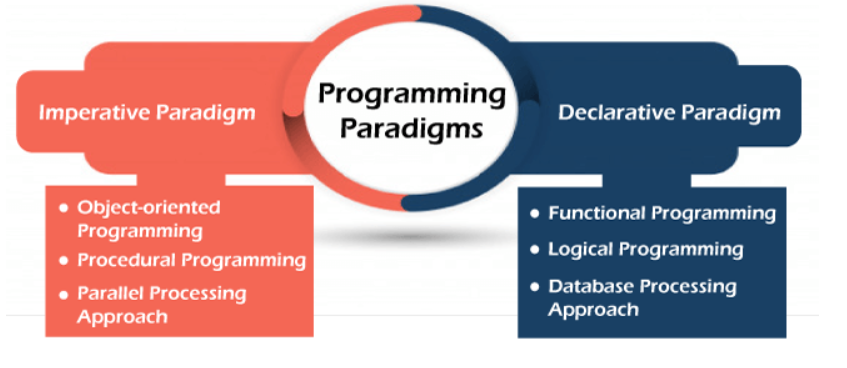 Programming
Paradigms
Imperative Paradigm
• Object-oriented
Programming
• Procedural Programming
• Parallel Processing
Approach
Declarative Paradigm
• Functional Programming
• Logical Programming
• Database Processing
Approach